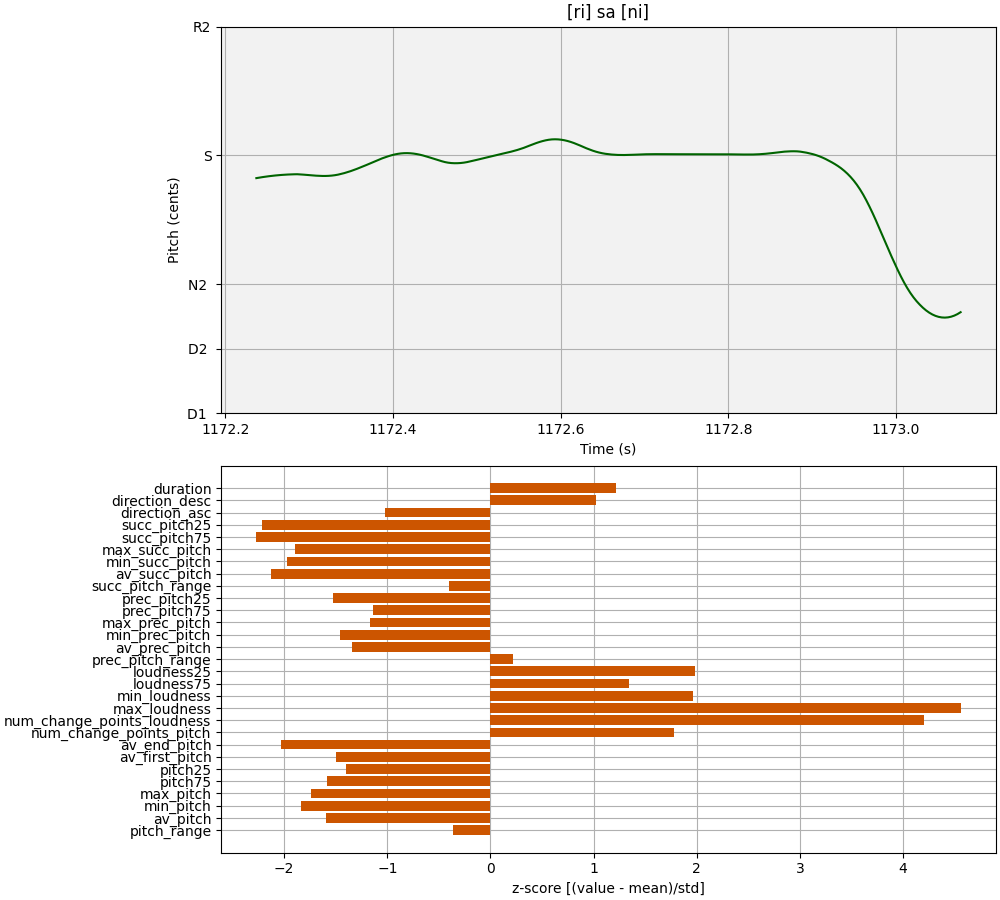 [ri] sa [ni]
R2
S
N2
D2
D1
Pitch (cents)
1172.2 1172.4 1172.6 1172.8 1173.0
Time (s)
duration
direction_desc
direction_asc
succ_pitch25
succ_pitch75
max_succ_pitch
min_succ_pitch
av_succ_pitch
succ_pitch_range
prec_pitch25
prec_pitch75
max_prec_pitch
min_prec_pitch
av_prec_pitch
prec_pitch_range
loudness25
loudness75
min_loudness
max_loudness
num_change_points_loudness
num_change_points_pitch
av_end_pitch
av_first_pitch
pitch25
pitch75
max_pitch
min_pitch
av_pitch
pitch_range
−2 −1 0 1 2 3 4
z-score [(value - mean)/std]